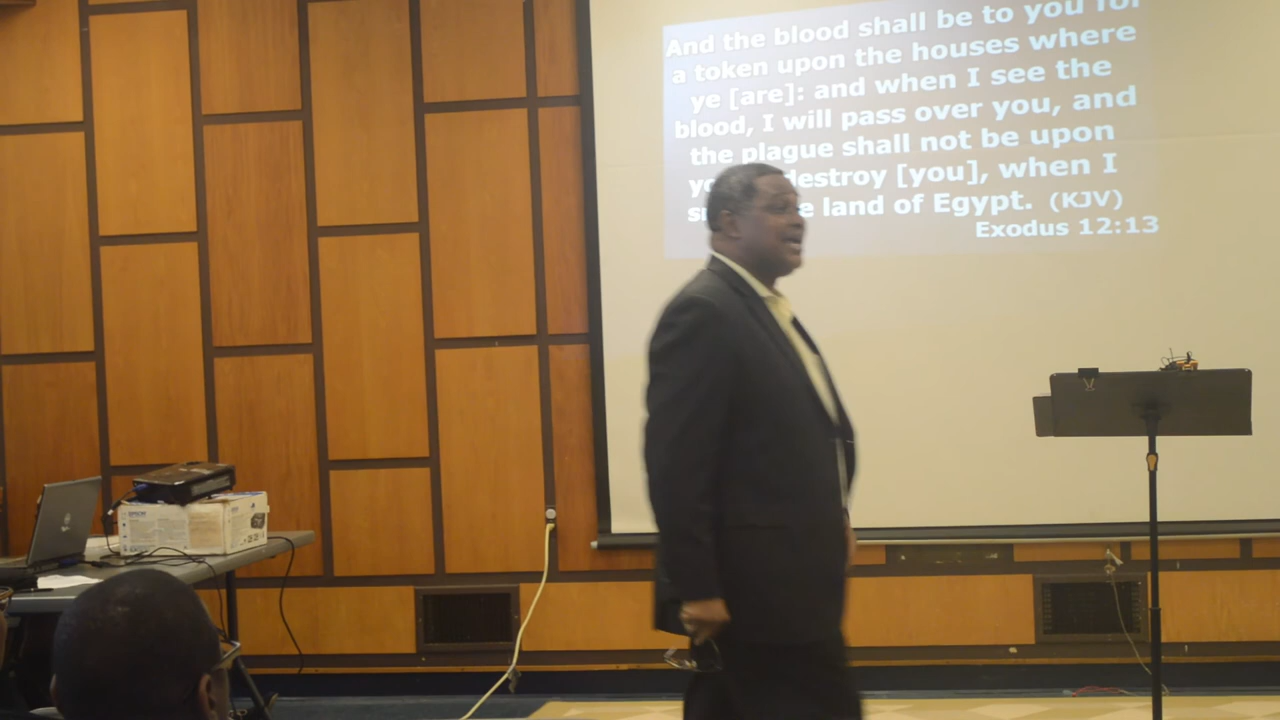 And the blood shall be to you for
a token upon the houses where
ye [are]: and when I see the
blood, I will pass over you, and
the plague shall not be upon
destroy [you], when I
land of Egypt. (KJV)
Exodus 12:13
EPSON